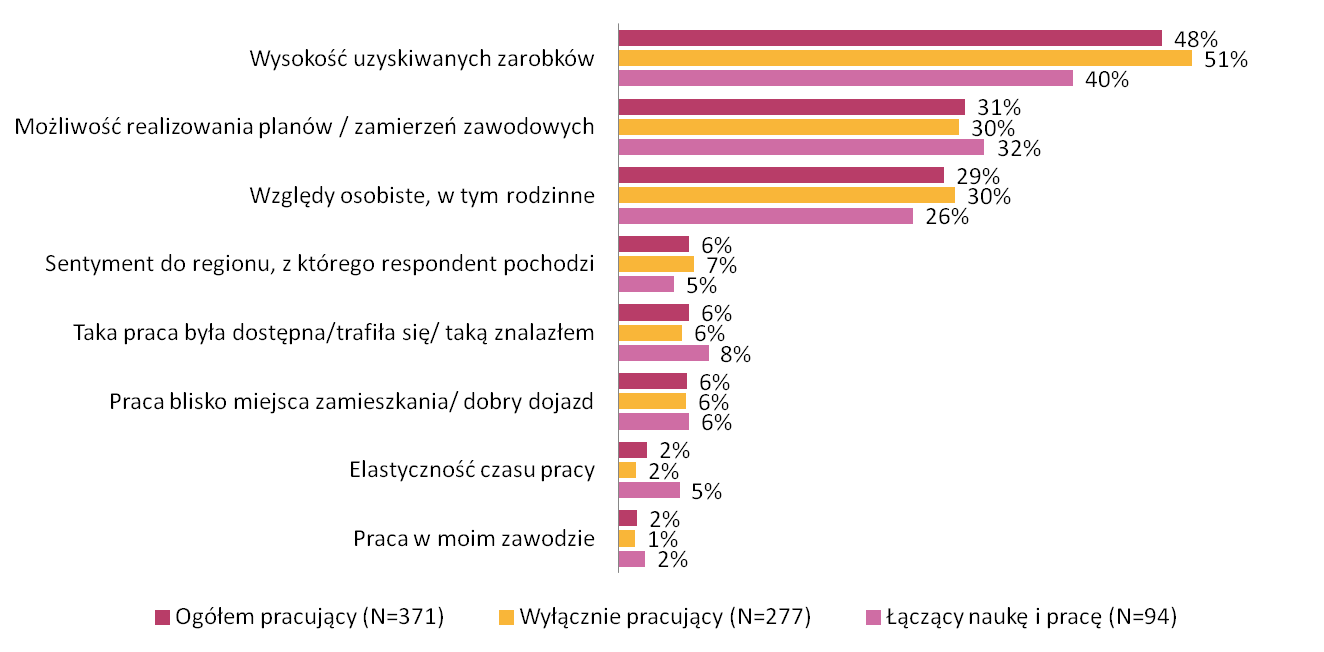 Wysokość uzyskiwanych zarobków
48%
51%
40%
Możliwość realizowania planów / zamierzeń zawodowych
31%
30%
32%
Względy osobiste, w tym rodzinne
29%
30%
26%
Sentyment do regionu, z którego respondent pochodzi
6%
7%
5%
Taka praca była dostępna/trafiła się/ taką znalazłem
6%
6%
8%
Praca blisko miejsca zamieszkania/ dobry dojazd
6%
6%
6%
Elastyczność czasu pracy
2%
2%
5%
Praca w moim zawodzie
2%
1%
2%
Ogółem pracujący (N=371) Wyłącznie pracujący (N=277) Łączący naukę i pracę (N=94)